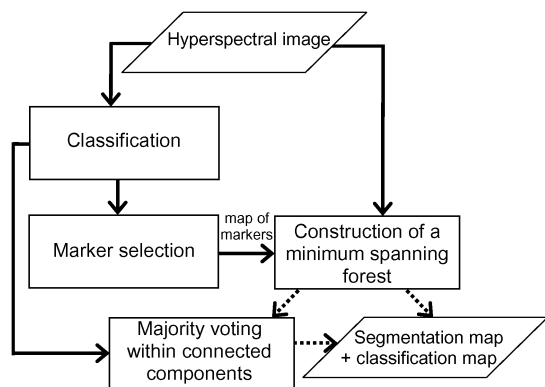 Hyperspectral image
Classification
Marker selection
map of
markers
Construction of a
minimum spanning
forest
Majority voting
within connected
components
Segmentation map
+ classification map